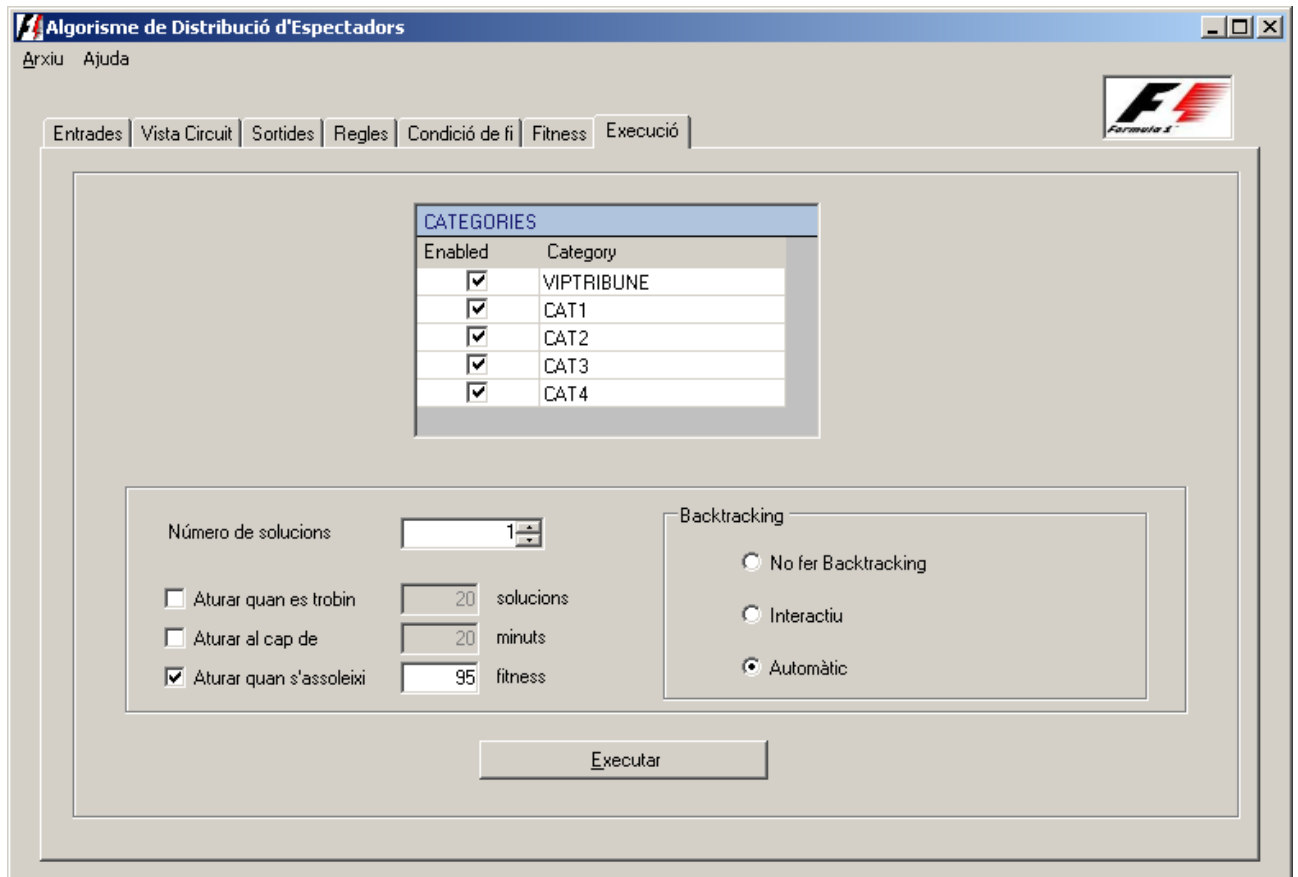 Algorisme de Distribució d'Espectadors
Arxiu Ajuda
Formula 1™
Entrades Vista Circuit Sortides Regles Condició de fi Fitness Execució
CATEGORIES
Enabled Category
VIPTRIBUNE
CAT1
CAT2
CAT3
CAT4
Número de solucions 1
Aturar quan es trobin 20 solucions
Aturar al cap de 20 minuts
Aturar quan s'assoleixi 95 fitness
Backtracking
No fer Backtracking
Interactiu
Automàtic
Executar